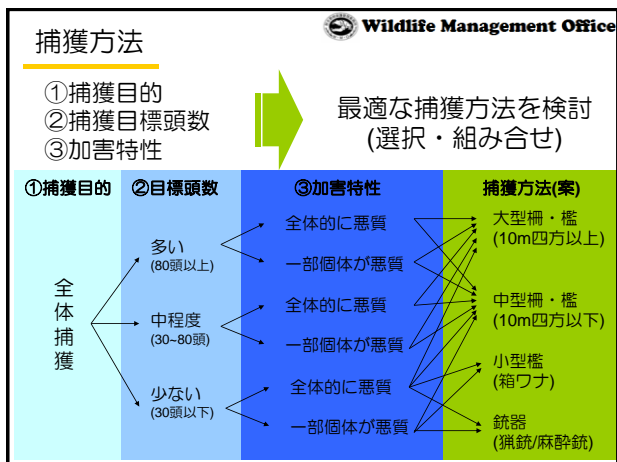 Wildlife Management Office
捕獲方法
①捕獲目的
②捕獲目標頭数
③加害特性
最適な捕獲方法を検討
(選択・組み合せ)
①捕獲目的
②目標頭数
③加害特性
捕獲方法(案)
全体捕獲
多い
(80頭以上)
中程度
(30~80頭)
少ない
(30頭以下)
全体的に悪質
一部個体が悪質
全体的に悪質
一部個体が悪質
全体的に悪質
一部個体が悪質
大型柵・檻
(10m四方以上)
中型柵・檻
(10m四方以下)
小型檻
(箱ワナ)
銃器
(猟銃/麻酔銃)